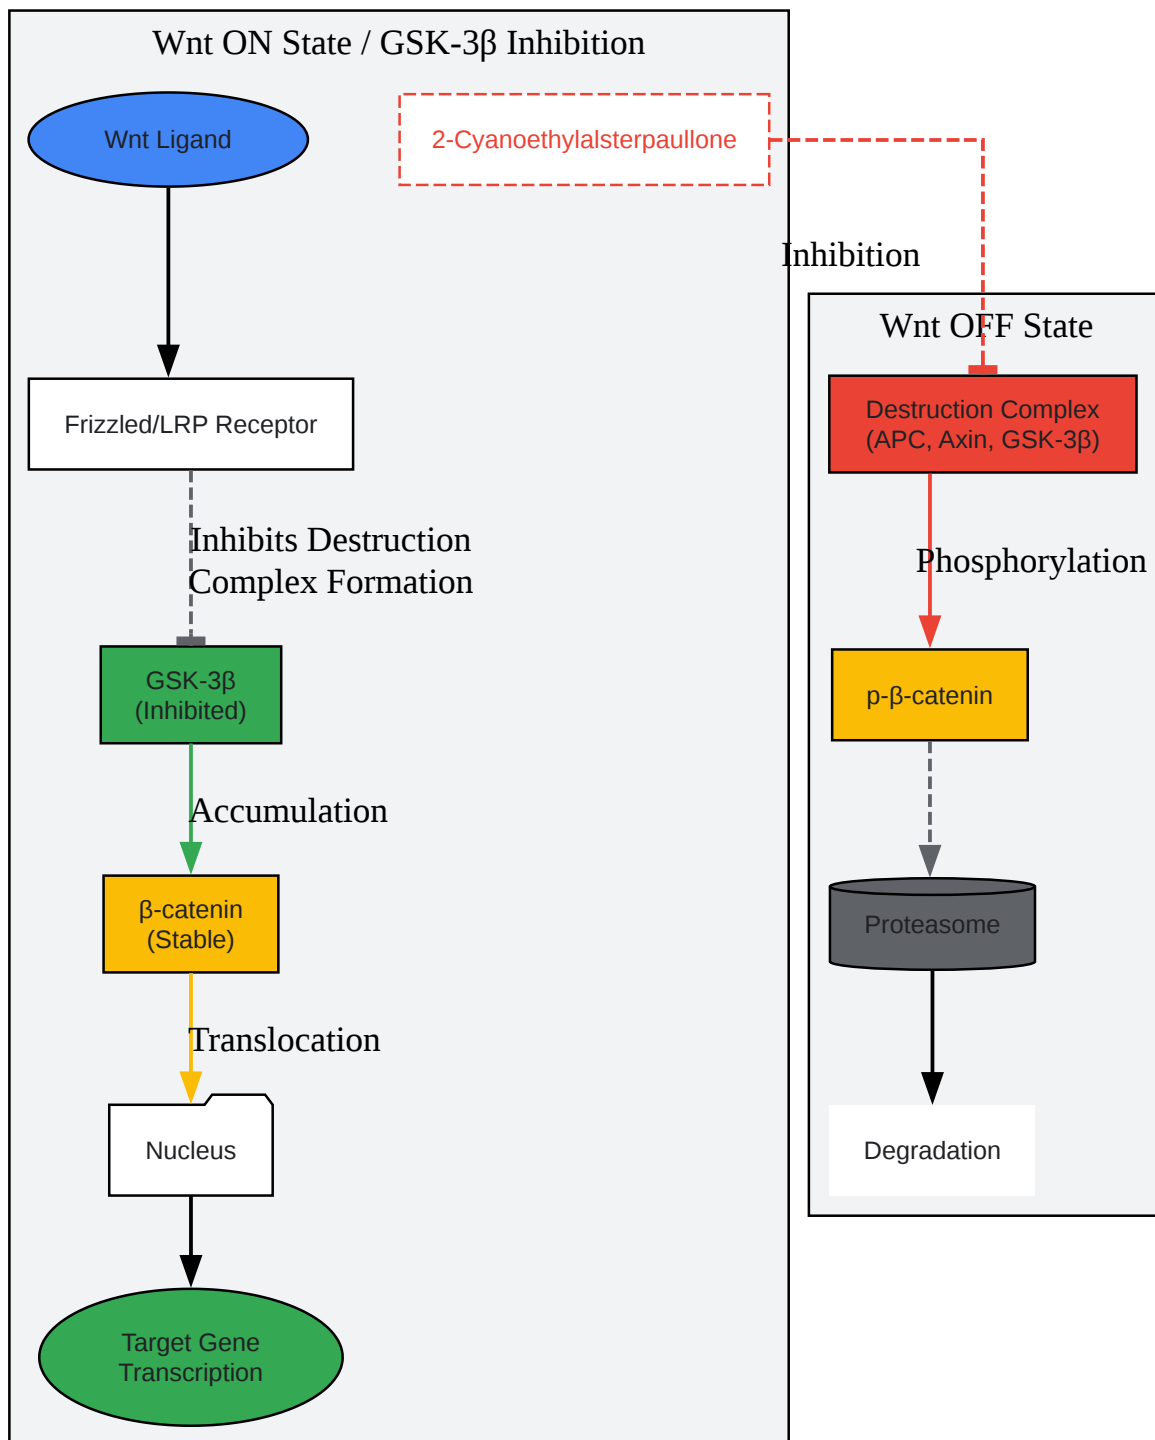 Wnt ON State / GSK-3β Inhibition
Wnt Ligand
2-Cyanoethylalsterpaullone
Inhibition
Wnt OFF State
Frizzled/LRP Receptor
Destruction Complex
(APC, Axin, GSK-3β)
Inhibits Destruction
Complex Formation
Phosphorylation
GSK-3β
(Inhibited)
p-β-catenin
Accumulation
β-catenin
(Stable)
Proteasome
Translocation
Nucleus
Degradation
Target Gene
Transcription